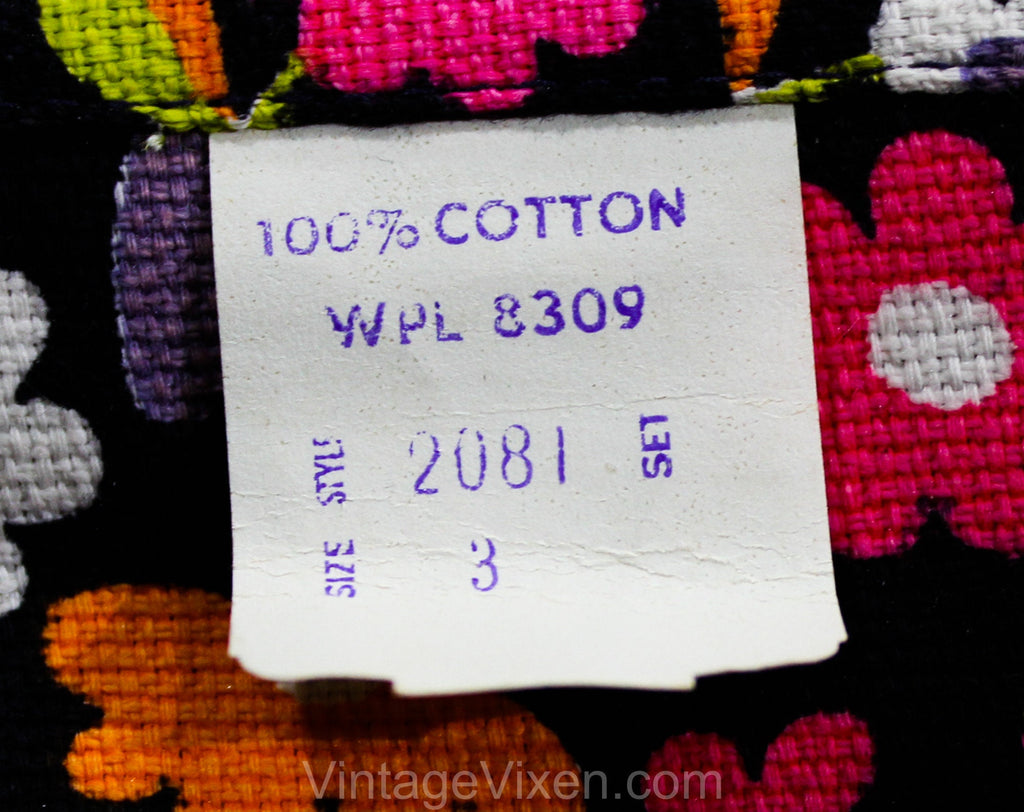 100% COTTON
WPL 8309
STYLE 2081 SET
SIZE 3
VintageVixen.com